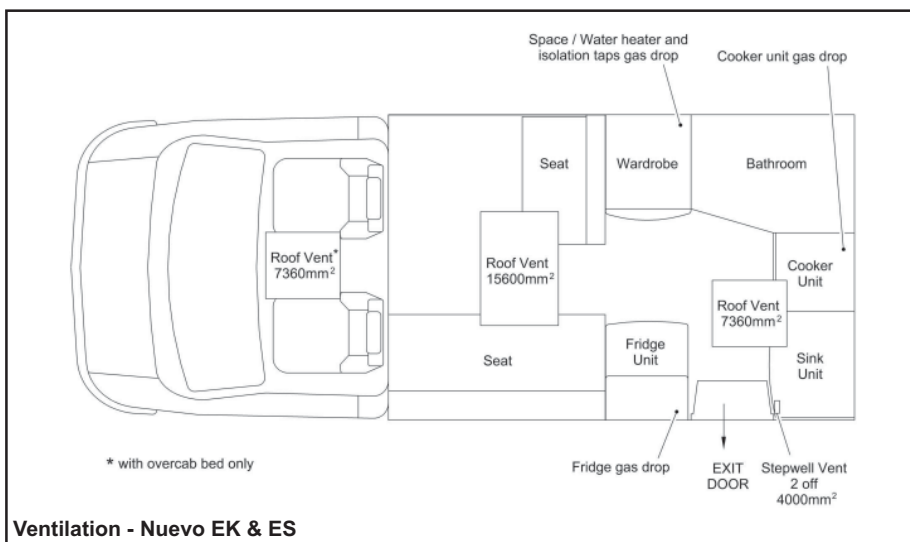 Space / Water heater and
isolation taps gas drop
Cooker unit gas drop
Seat
Wardrobe
Bathroom
Roof Vent*
7360mm²
Roof Vent
15600mm²
Cooker
Unit
Roof Vent
7360mm²
Seat
Fridge
Unit
Sink
Unit
* with overcab bed only
Fridge gas drop
EXIT
DOOR
Stepwell Vent
2 off
4000mm²
Ventilation - Nuevo EK & ES